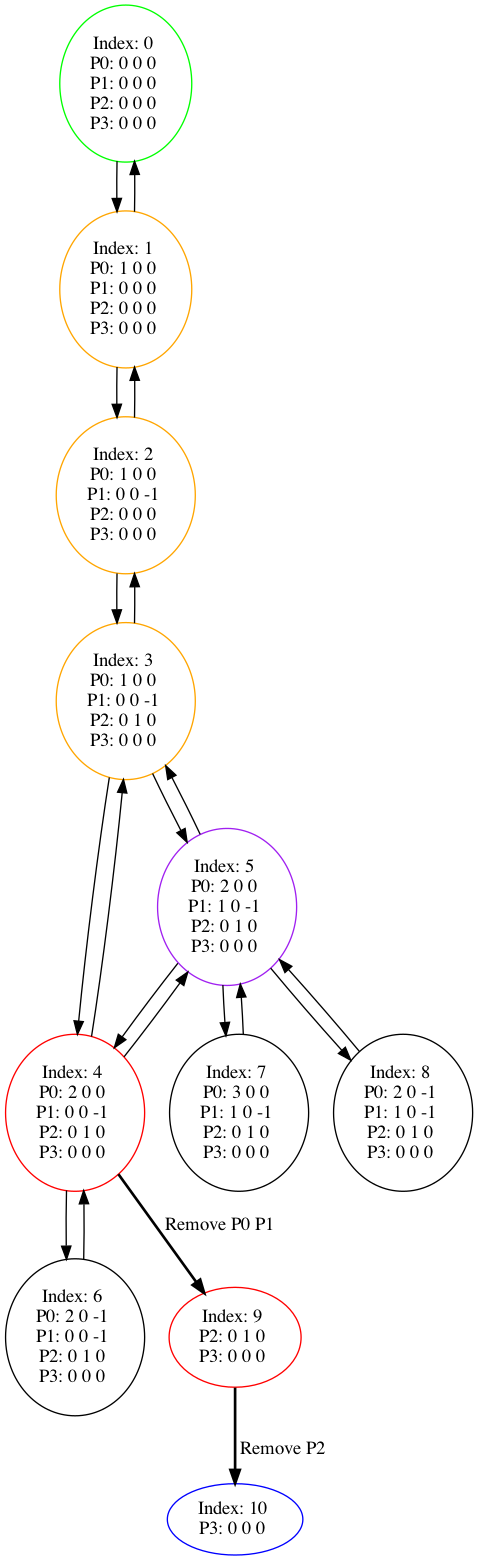 Index: 0
P0: 0 0 0
P1: 0 0 0
P2: 0 0 0
P3: 0 0 0
Index: 1
P0: 1 0 0
P1: 0 0 0
P2: 0 0 0
P3: 0 0 0
Index: 2
P0: 1 0 0
P1: 0 0 -1
P2: 0 0 0
P3: 0 0 0
Index: 3
P0: 1 0 0
P1: 0 0 -1
P2: 0 1 0
P3: 0 0 0
Index: 5
P0: 2 0 0
P1: 1 0 -1
P2: 0 1 0
P3: 0 0 0
Index: 4
P0: 2 0 0
P1: 0 0 -1
P2: 0 1 0
P3: 0 0 0
Index: 7
P0: 3 0 0
P1: 1 0 -1
P2: 0 1 0
P3: 0 0 0
Index: 8
P0: 2 0 -1
P1: 1 0 -1
P2: 0 1 0
P3: 0 0 0
Remove P0 P1
Index: 6
P0: 2 0 -1
P1: 0 0 -1
P2: 0 1 0
P3: 0 0 0
Index: 9
P2: 0 1 0
P3: 0 0 0
Remove P2
Index: 10
P3: 0 0 0